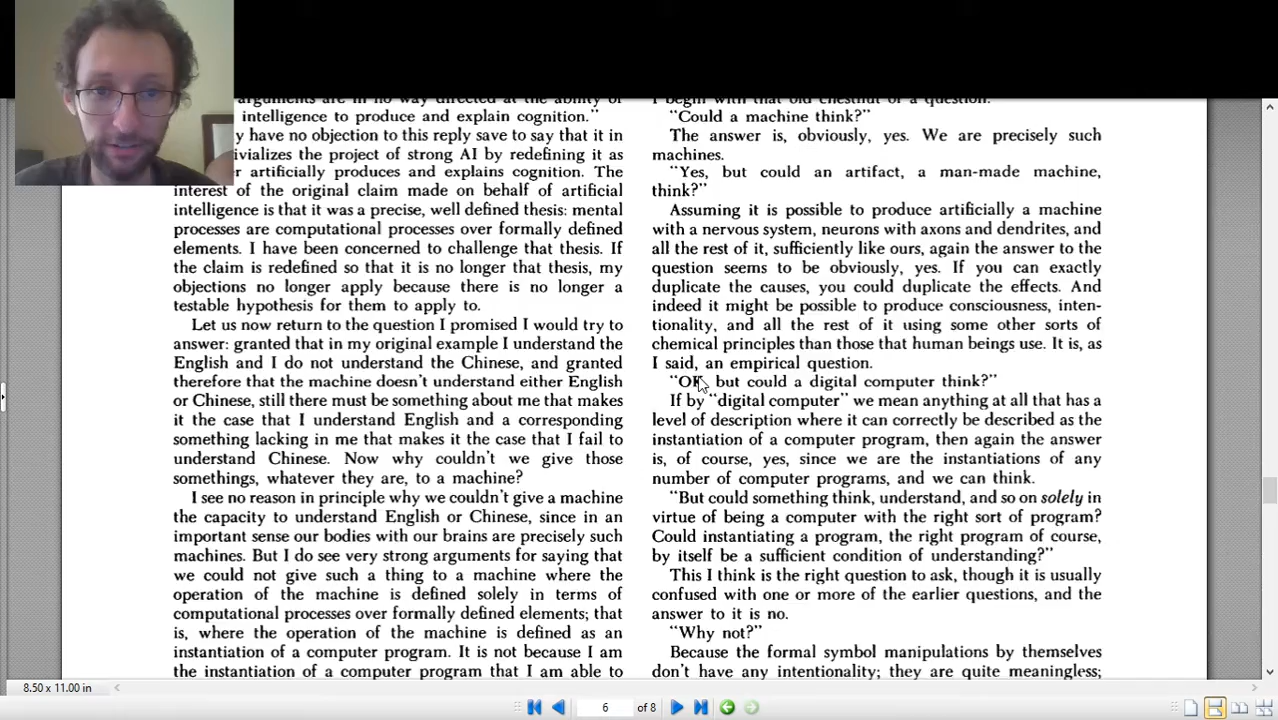 arguments are in no way directed at the ability of
intelligence to produce and explain cognition."
y have no objection to this reply save to say that it in
ivializes the project of strong AI by redefining it as
er artificially produces and explains cognition. The
interest of the original claim made on behalf of artificial
intelligence is that it was a precise, well defined thesis: mental
processes are computational processes over formally defined
elements. I have been concerned to challenge that thesis. If
the claim is redefined so that it is no longer that thesis, my
objections no longer apply because there is no longer a
testable hypothesis for them to apply to.
Let us now return to the question I promised I would try to
answer: granted that in my original example I understand the
English and I do not understand the Chinese, and granted
therefore that the machine doesn't understand either English
or Chinese, still there must be something about me that makes
it the case that I understand English and a corresponding
something lacking in me that makes it the case that I fail to
understand Chinese. Now why couldn't we give those
somethings, whatever they are, to a machine?
I see no reason in principle why we couldn't give a machine
the capacity to understand English or Chinese, since in an
important sense our bodies with our brains are precisely such
machines. But I do see very strong arguments for saying that
we could not give such a thing to a machine where the
operation of the machine is defined solely in terms of
computational processes over formally defined elements; that
is, where the operation of the machine is defined as an
instantiation of a computer program. It is not because I am
the instantiation of a computer program that I am able to
I begin with that old chestnut of a question:
"Could a machine think?"
The answer is, obviously, yes. We are precisely such
machines.
"Yes, but could an artifact, a man-made machine,
think?"
Assuming it is possible to produce artificially a machine
with a nervous system, neurons with axons and dendrites, and
all the rest of it, sufficiently like ours, again the answer to the
question seems to be obviously, yes. If you can exactly
duplicate the causes, you could duplicate the effects. And
indeed it might be possible to produce consciousness, inten-
tionality, and all the rest of it using some other sorts of
chemical principles than those that human beings use. It is, as
I said, an empirical question.
"OK, but could a digital computer think?"
If by "digital computer" we mean anything at all that has a
level of description where it can correctly be described as the
instantiation of a computer program, then again the answer
is, of course, yes, since we are the instantiations of any
number of computer programs, and we can think.
"But could something think, understand, and so on solely in
virtue of being a computer with the right sort of program?
Could instantiating a program, the right program of course,
by itself be a sufficient condition of understanding?"
This I think is the right question to ask, though it is usually
confused with one or more of the earlier questions, and the
answer to it is no.
"Why not?"
Because the formal symbol manipulations by themselves
don't have any intentionality; they are quite meaningless;
8.50 x 11.00 in
6 of 8